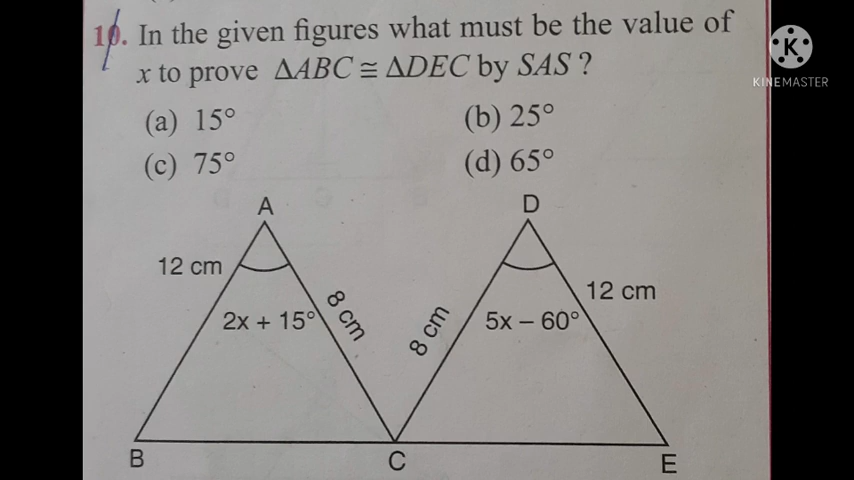 10. In the given figures what must be the value of
x to prove ΔABC ≅ ΔDEC by SAS ?
(a) 15° (b) 25°
(c) 75° (d) 65°
K
KINEMASTER
A D
12 cm 12 cm
2x + 15° 8 cm 8 cm 5x – 60°
B C E